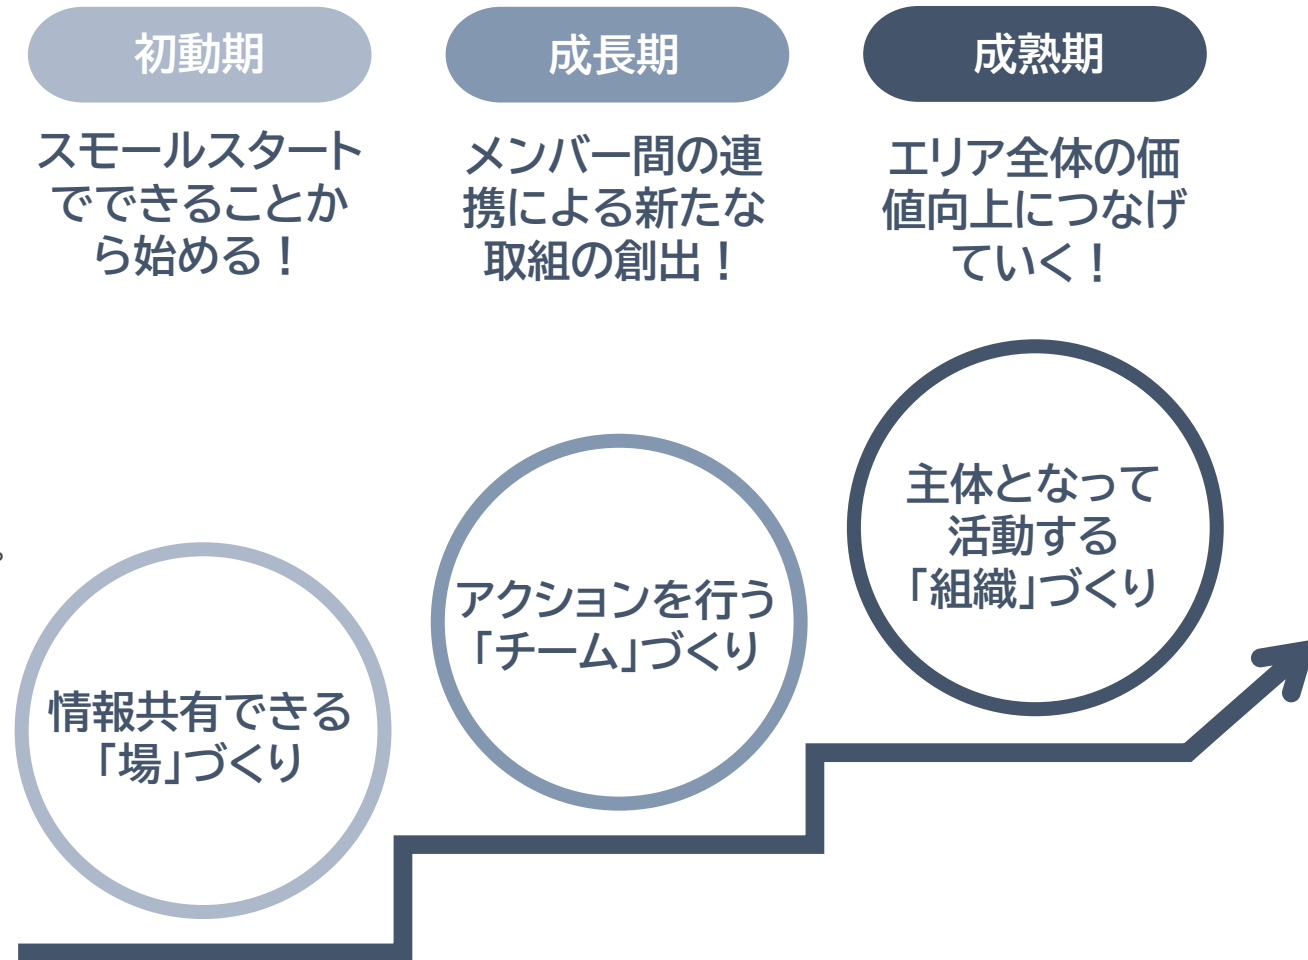 初動期
スモールスタート
でできることか
ら始める！
成長期
メンバー間の連
携による新たな
取組の創出！
成熟期
エリア全体の価
値向上につなげ
ていく！
。
情報共有できる
「場」づくり
アクションを行う
「チーム」づくり
主体となって
活動する
「組織」づくり